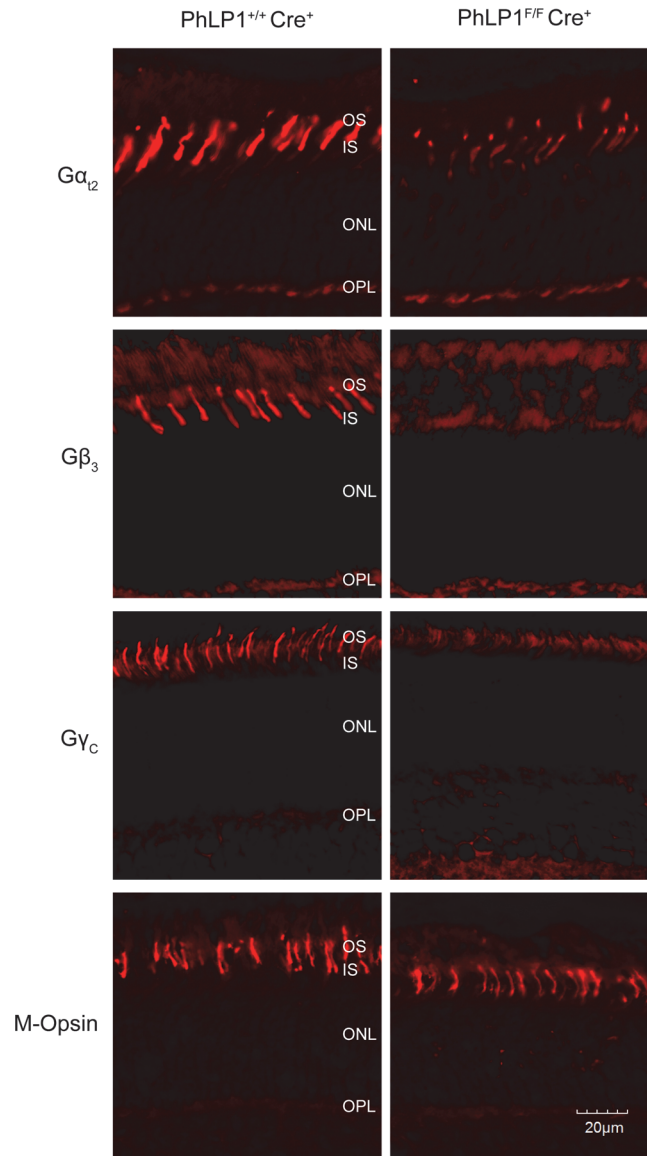 PhLP1+/+ Cre+ PhLP1F/F Cre+
Gαt2
OS
IS
ONL
OPL
Gβ3
OS
IS
ONL
OPL
GγC
OS
IS
ONL
OPL
M-Opsin
OS
IS
ONL
OPL
20μm